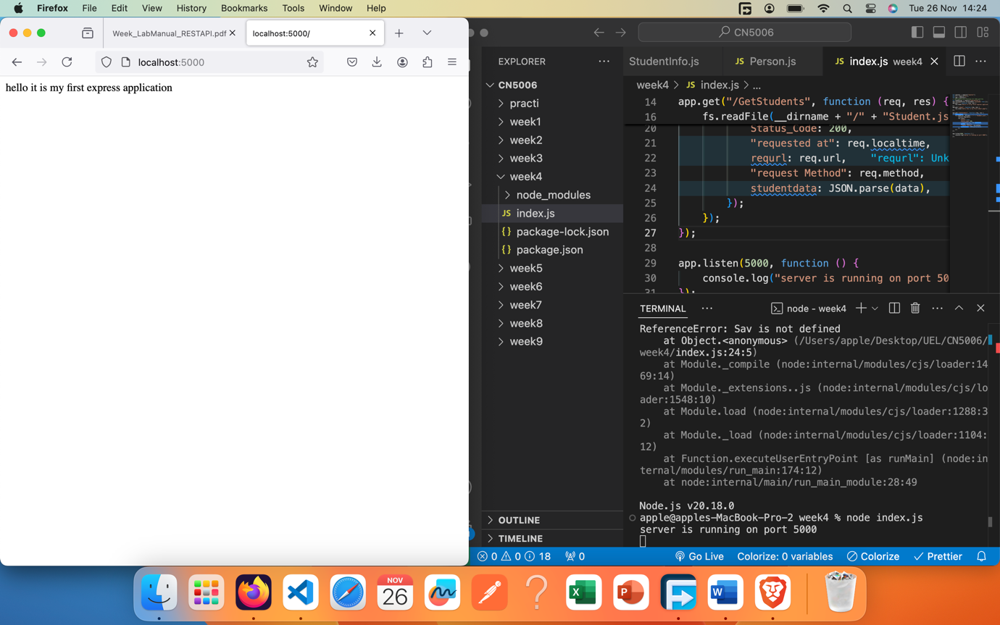 Firefox File Edit View History Bookmarks Tools Window Help
Tue 26 Nov 14:24
Week_LabManual_RESTAPI.pdf
localhost:5000/
localhost:5000
hello it is my first express application
CN5006
EXPLORER
CN5006
practi
week1
week2
week3
week4
node_modules
JS index.js
{} package-lock.json
{} package.json
week5
week6
week7
week8
week9
OUTLINE
TIMELINE
StudentInfo.js
JS Person.js
JS index.js week4
week4 > JS index.js > ...
14 app.get("/GetStudents", function (req, res) {
16 fs.readFile(__dirname + "/" + "Student.js
20 Status_Code: 200,
21 "requested at": req.localtime,
22 requrl: req.url, "requrl": Unk
23 "request Method": req.method,
24 studentdata: JSON.parse(data),
25 });
26 });
27 });
28
29 app.listen(5000, function () {
30 console.log("server is running on port 50
31 });
TERMINAL
node - week4
ReferenceError: Sav is not defined
at Object.<anonymous> (/Users/apple/Desktop/UEL/CN5006/
week4/index.js:24:5)
at Module._compile (node:internal/modules/cjs/loader:14
69:14)
at Module._extensions..js (node:internal/modules/cjs/lo
ader:1548:10)
at Module.load (node:internal/modules/cjs/loader:1288:3
2)
at Module._load (node:internal/modules/cjs/loader:1104:
12)
at Function.executeUserEntryPoint [as runMain] (node:in
ternal/modules/run_main:174:12)
at node:internal/main/run_main_module:28:49
Node.js v20.18.0
apple@apples-MacBook-Pro-2 week4 % node index.js
server is running on port 5000
0 0 18 0
Go Live Colorize: 0 variables Colorize Prettier
NOV
26
X
P
W